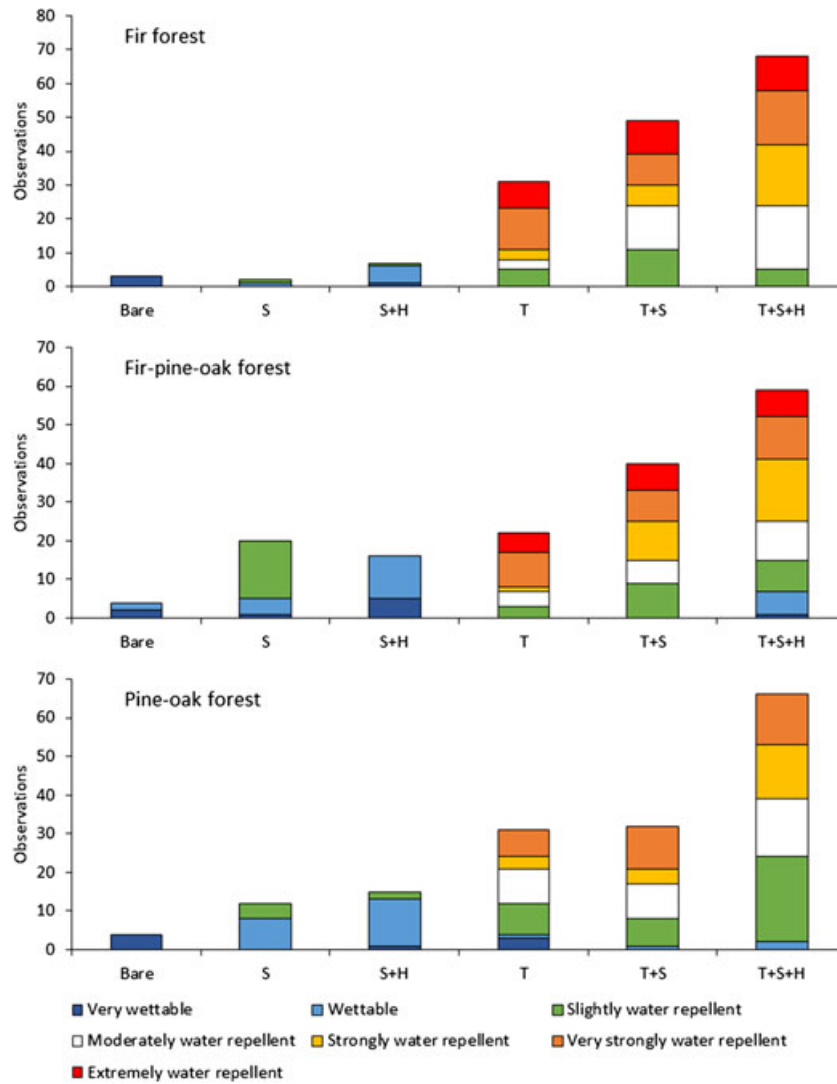 Fir forest
Observations
80
70
60
50
40
30
20
10
0
Bare S S+H T T+S T+S+H
Fir-pine-oak forest
Observations
70
60
50
40
30
20
10
0
Bare S S+H T T+S T+S+H
Pine-oak forest
Observations
70
60
50
40
30
20
10
0
Bare S S+H T T+S T+S+H
Very wettable Wettable Slightly water repellent
Moderately water repellent Strongly water repellent Very strongly water repellent
Extremely water repellent